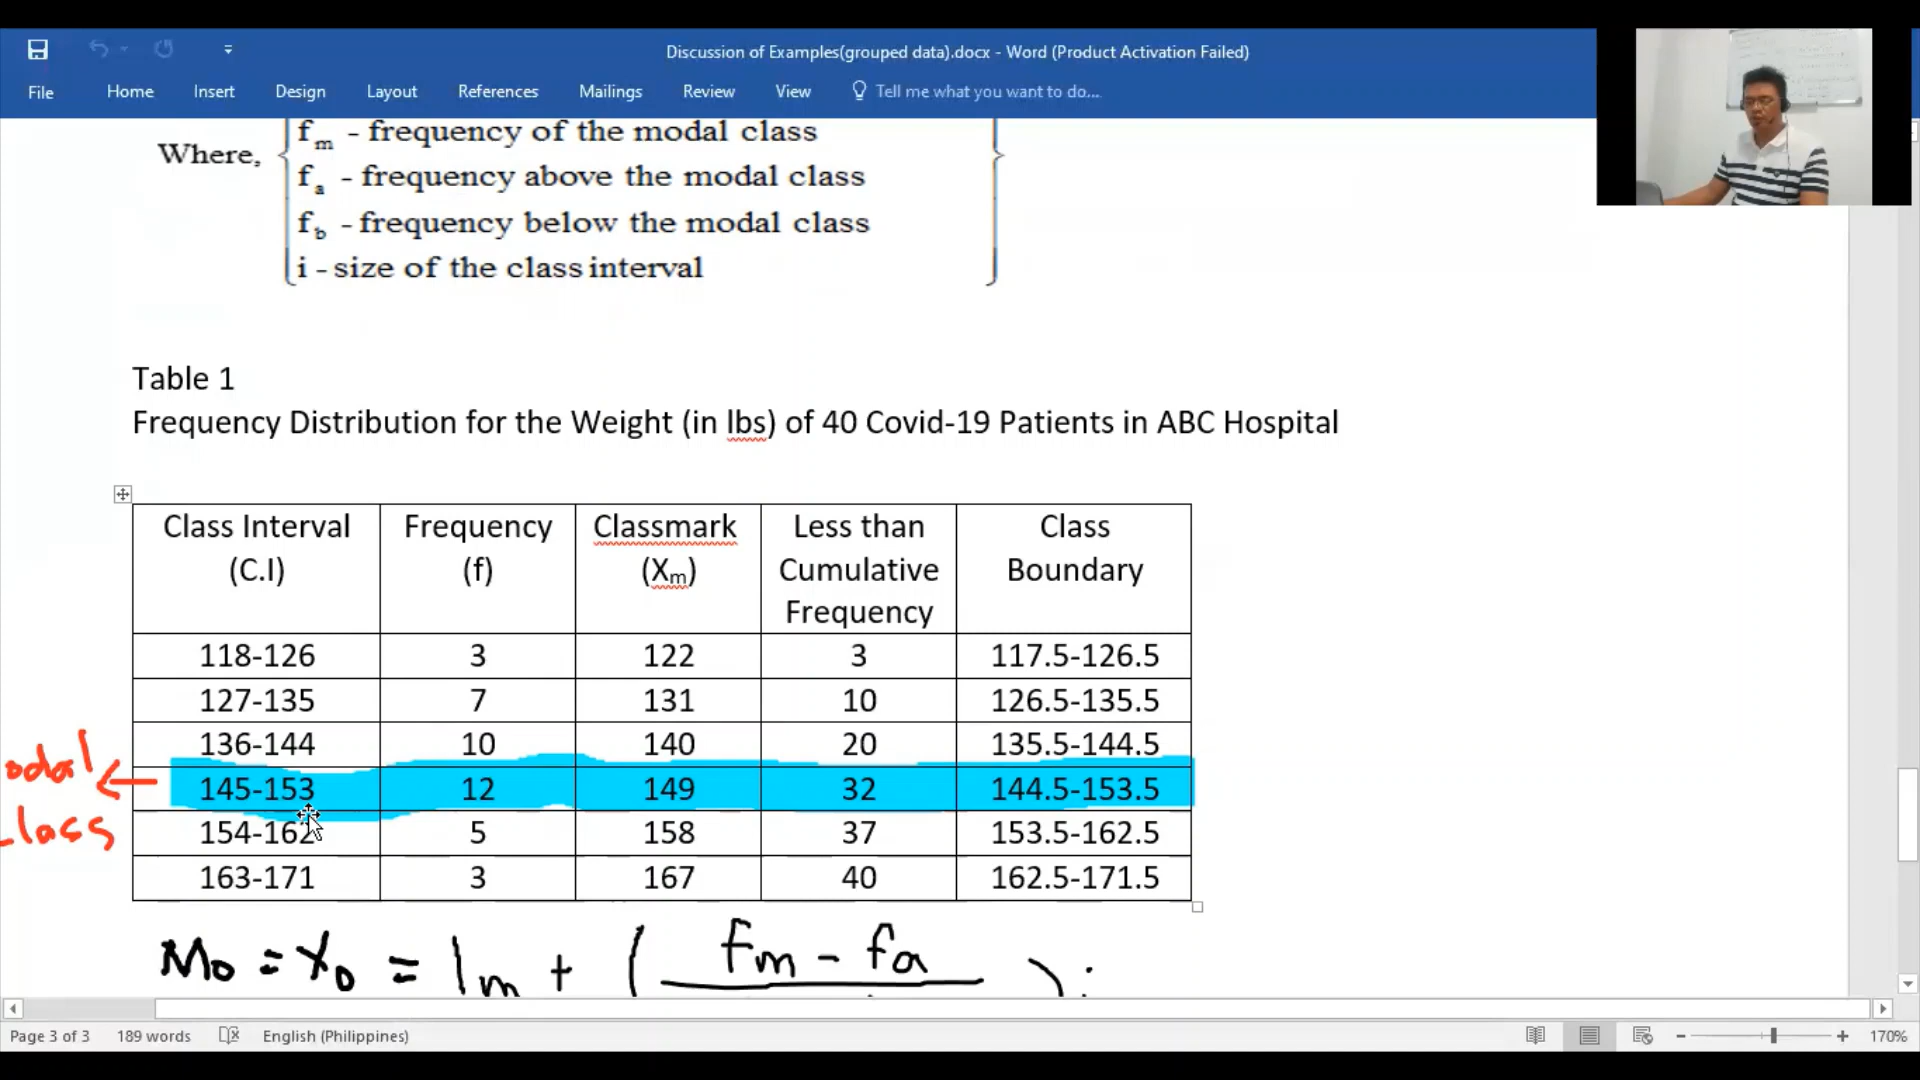 Discussion of Examples(grouped data).docx - Word (Product Activation Failed)
File Home Insert Design Layout References Mailings Review View Tell me what you want to do...
Where,
fm - frequency of the modal class
fa - frequency above the modal class
fb - frequency below the modal class
i - size of the class interval
Table 1
Frequency Distribution for the Weight (in lbs) of 40 Covid-19 Patients in ABC Hospital
Class Interval (C.I) Frequency (f) Classmark (Xm) Less than Cumulative Frequency Class Boundary
118-126 3 122 3 117.5-126.5
127-135 7 131 10 126.5-135.5
136-144 10 140 20 135.5-144.5
145-153 12 149 32 144.5-153.5
154-162 5 158 37 153.5-162.5
163-171 3 167 40 162.5-171.5
odal
lass
Mo = Xo = lm + ( fm - fa ) i
Page 3 of 3 189 words English (Philippines) 170%